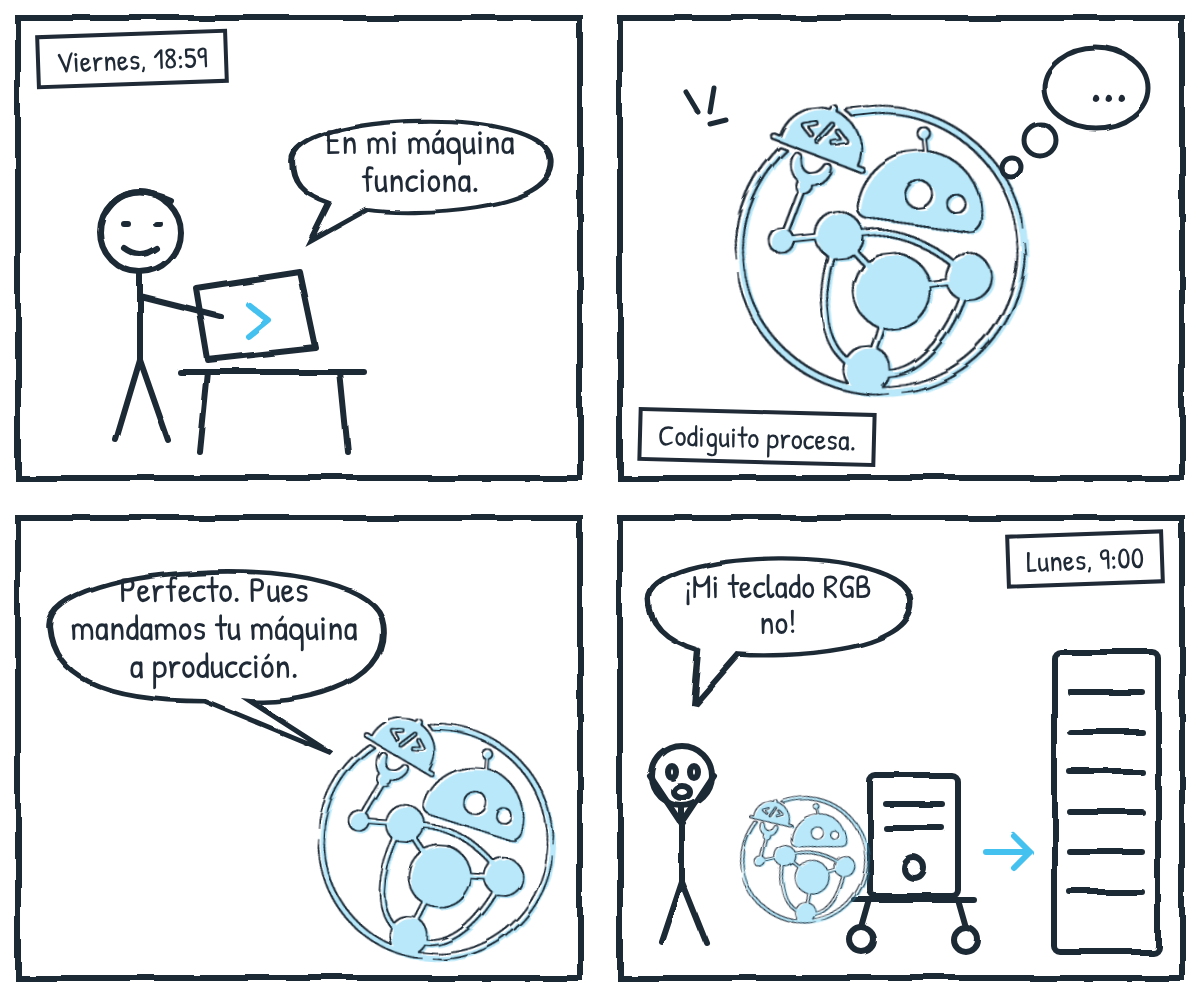 Viernes, 18:59
En mi máquina
funciona.
...
</>
Codiguito procesa.
Perfecto. Pues
mandamos tu máquina
a producción.
</>
Lunes, 9:00
¡Mi teclado RGB
no!
</>